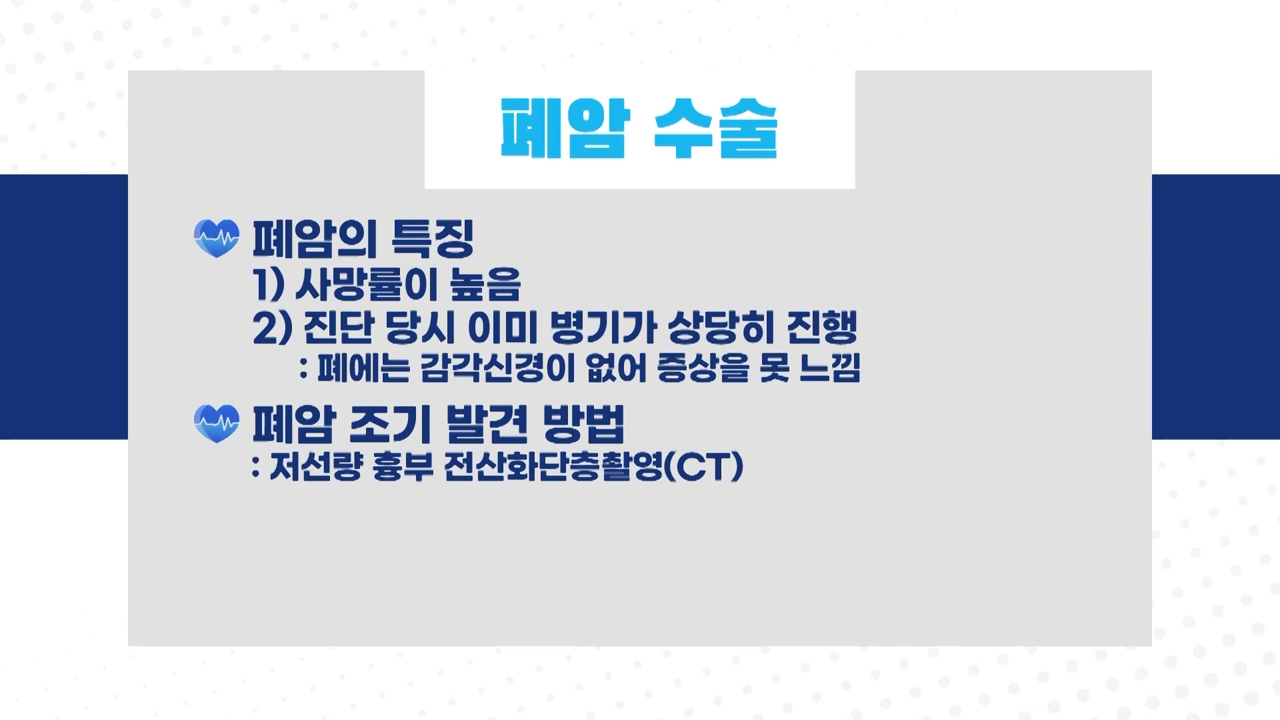 폐암 수술
폐암의 특징
1) 사망률이 높음
2) 진단 당시 이미 병기가 상당히 진행
: 폐에는 감각신경이 없어 증상을 못 느낌
폐암 조기 발견 방법
: 저선량 흉부 전산화단층촬영(CT)